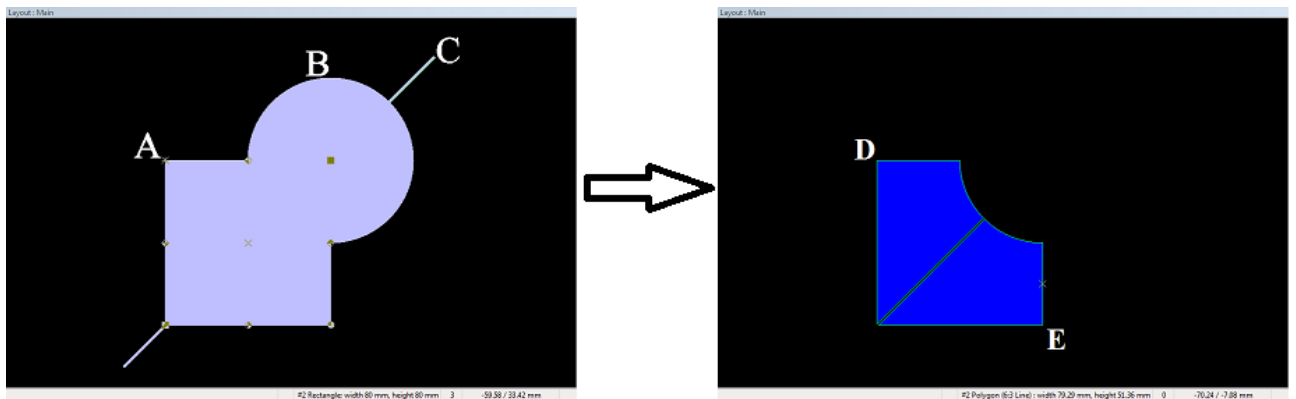 Layout : Main
Layout : Main
B
C
A
D
E
#2 Rectangle: width 80 mm, height 80 mm 3 -59.58 / 33.42 mm
#2 Polygon (6:3 Line) : width 79.29 mm, height 51.36 mm 0 -70.24 / -7.08 mm